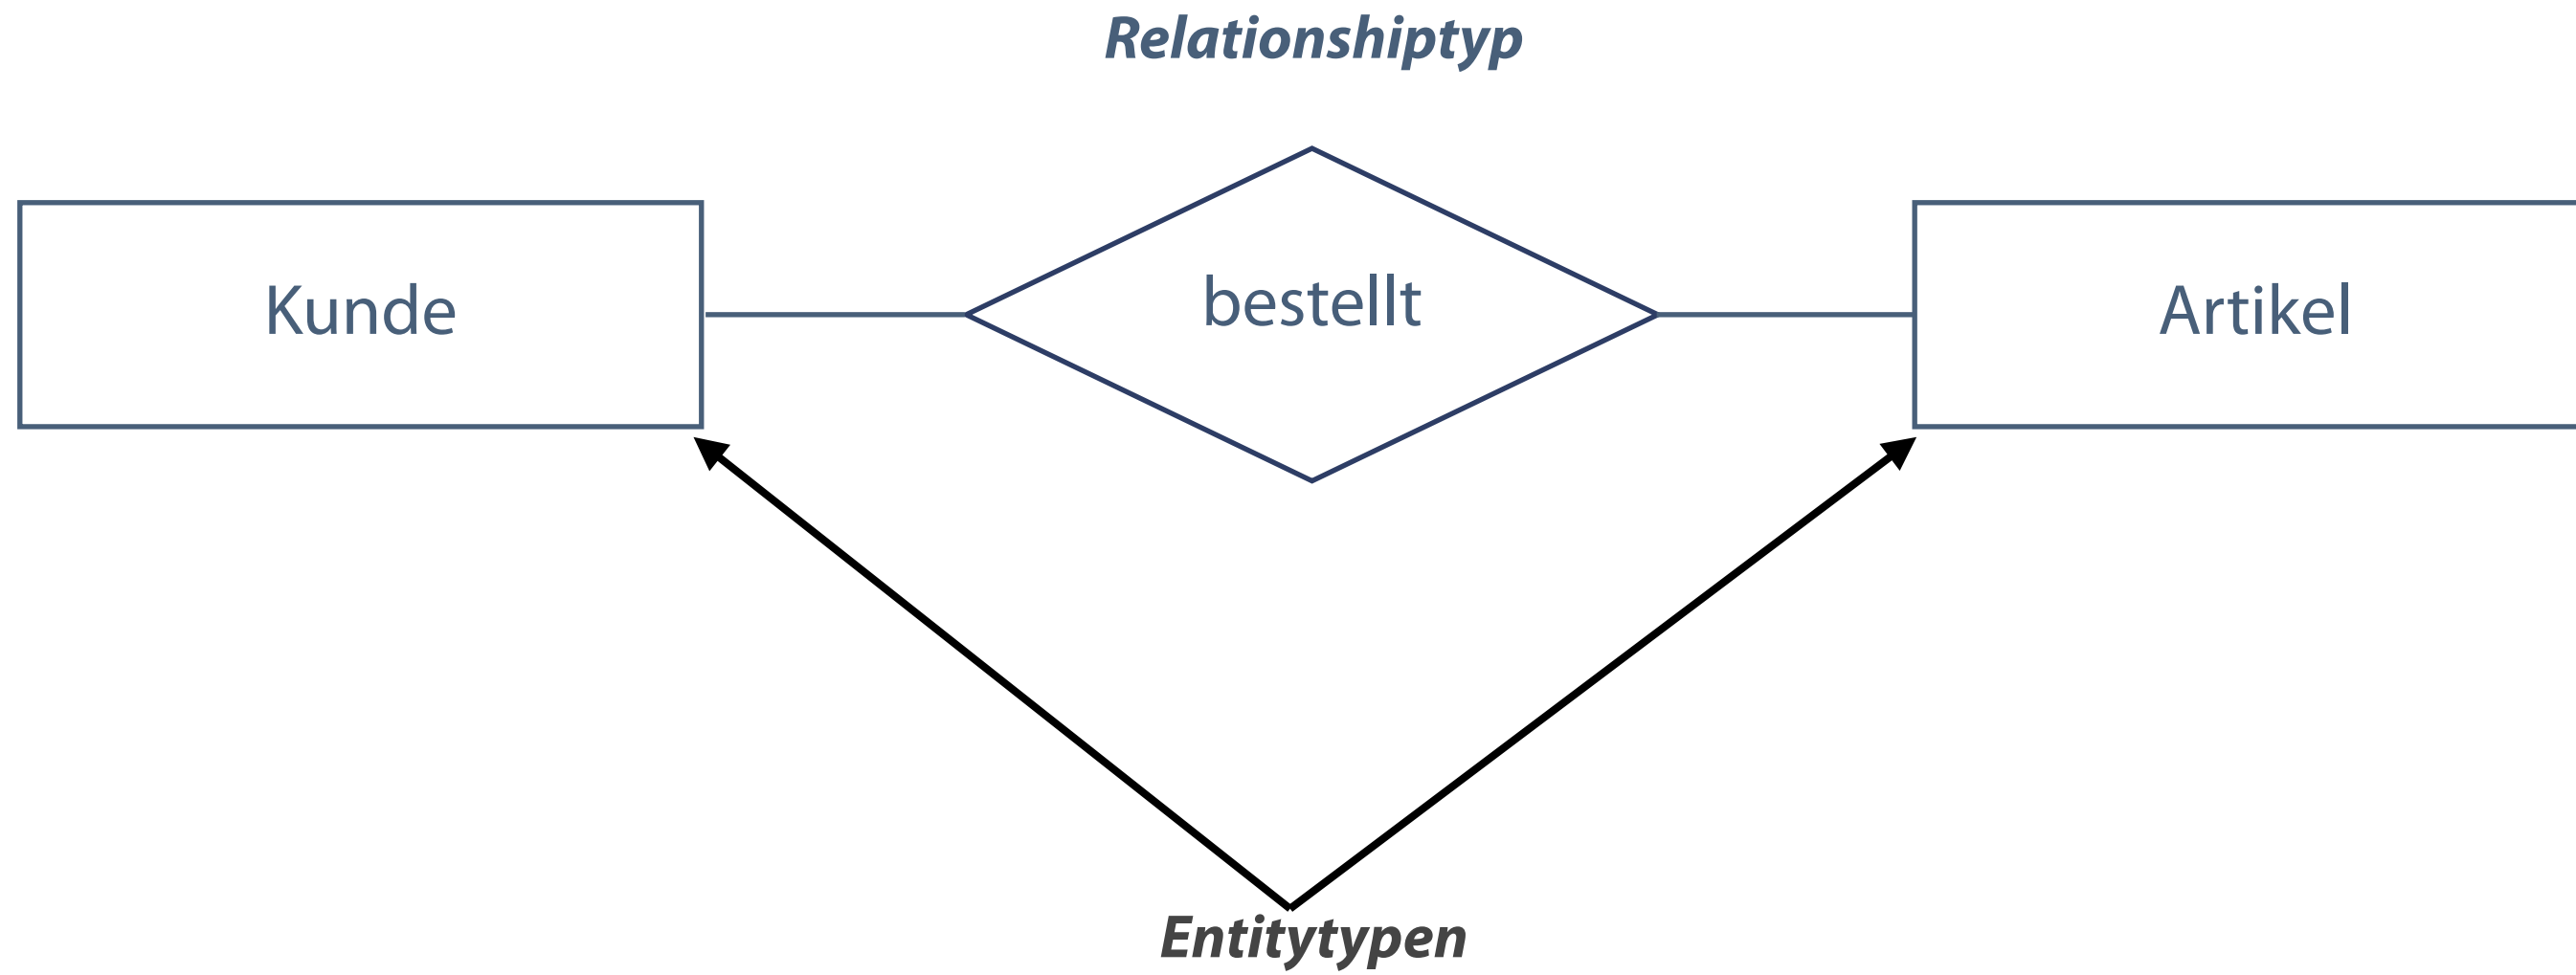 Relationshiptyp
Kunde
bestellt
Artikel
Entitytypen